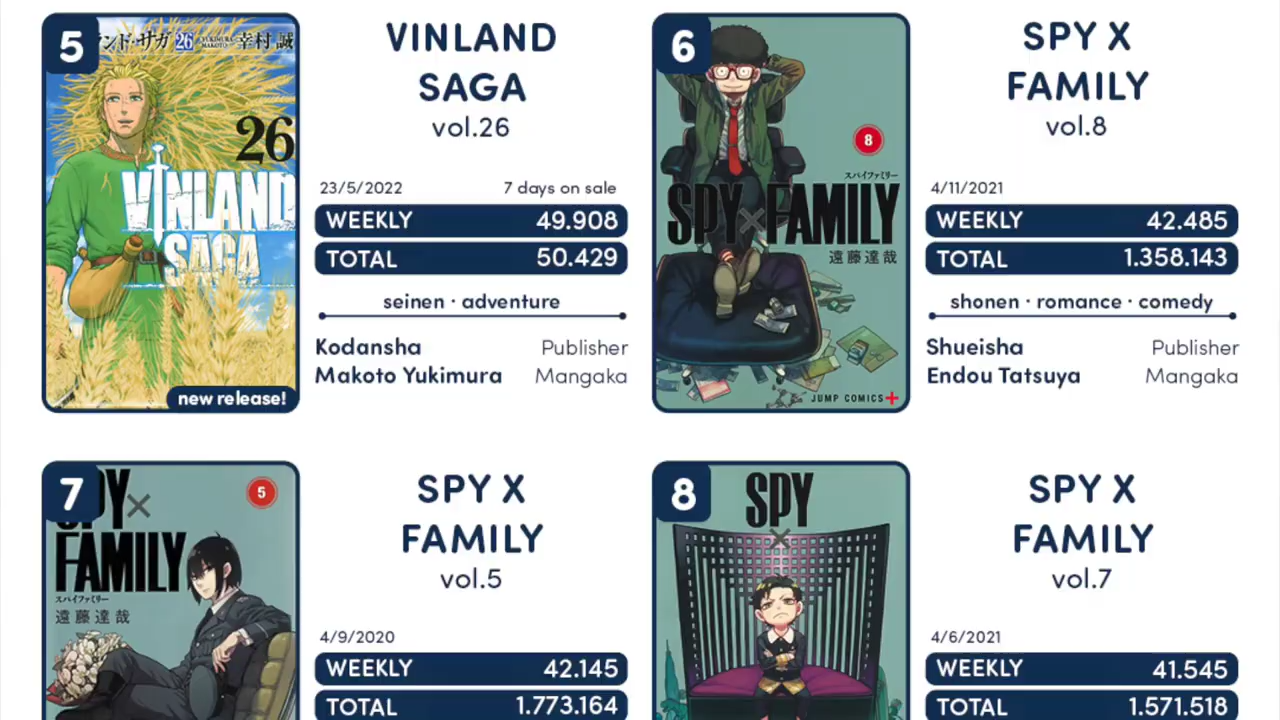 5
ンド・サガ 26 YUKIMURA MAKOTO 幸村 誠
26
VINLAND
SAGA
new release!
VINLAND
SAGA
vol.26
23/5/2022 7 days on sale
WEEKLY 49.908
TOTAL 50.429
seinen · adventure
Kodansha Publisher
Makoto Yukimura Mangaka
6
8
スパイファミリー
SPY×FAMILY
遠藤達哉
JUMP COMICS+
SPY X
FAMILY
vol.8
4/11/2021
WEEKLY 42.485
TOTAL 1.358.143
shonen · romance · comedy
Shueisha Publisher
Endou Tatsuya Mangaka
7
SPY×
5
FAMILY
スパイファミリー
遠藤達哉
SPY X
FAMILY
vol.5
4/9/2020
WEEKLY 42.145
TOTAL 1.773.164
8
SPY
×
SPY X
FAMILY
vol.7
4/6/2021
WEEKLY 41.545
TOTAL 1.571.518